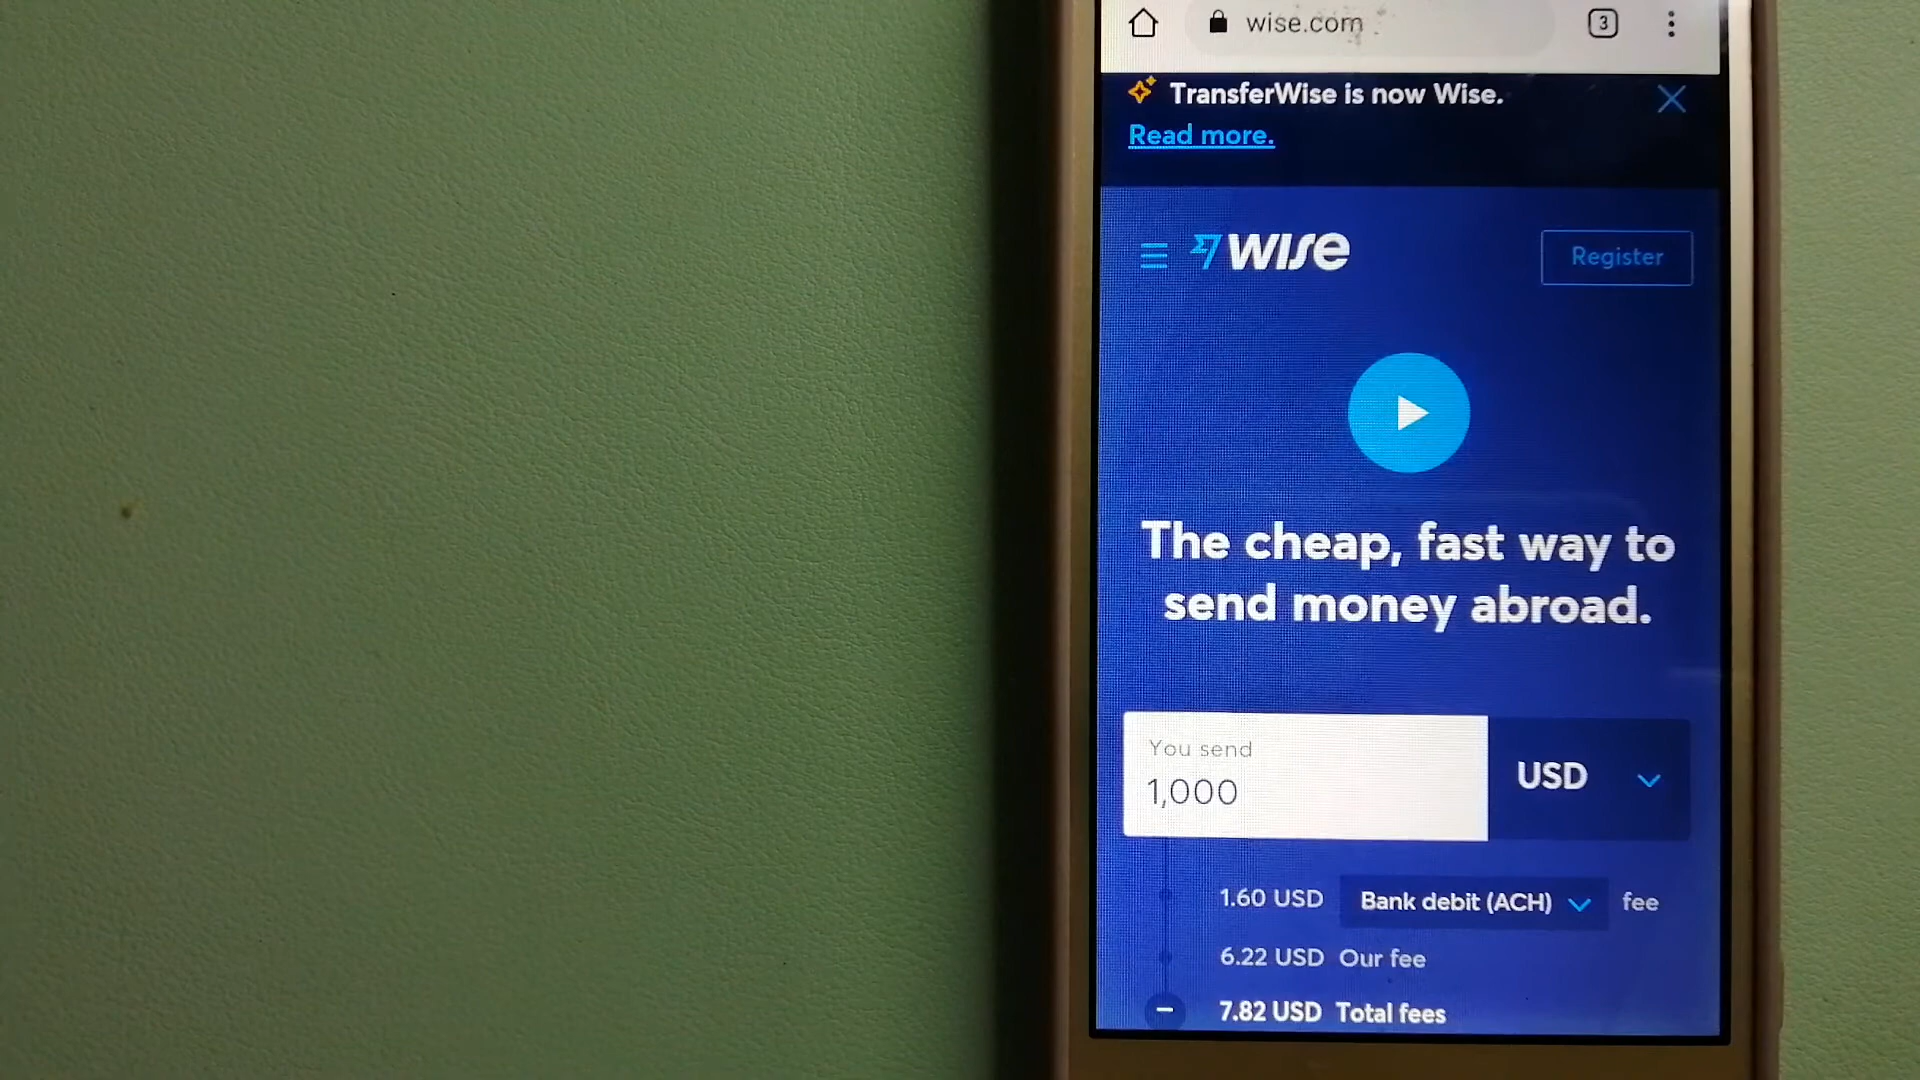 wise.com
3
TransferWise is now Wise.
Read more.
wise
Register
The cheap, fast way to
send money abroad.
You send
1,000
USD
1.60 USD Bank debit (ACH) fee
6.22 USD Our fee
7.82 USD Total fees